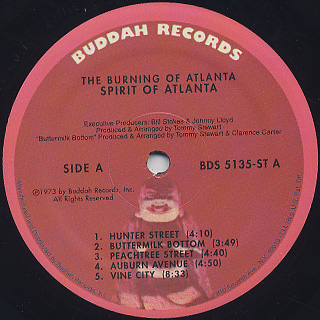 BUDDAH RECORDS
THE BURNING OF ATLANTA
SPIRIT OF ATLANTA
Executive Producers: Bill Stokes & Johnny Lloyd
Produced & Arranged by Tommy Stewart
"Buttermilk Bottom" Produced & Arranged by Tommy Stewart & Clarence Carter
SIDE A
BDS 5135-ST A
℗1973 by Buddah Records, Inc.
All Rights Reserved
1. HUNTER STREET (4:10)
2. BUTTERMILK BOTTOM (3:49)
3. PEACHTREE STREET (4:40)
4. AUBURN AVENUE (4:50)
5. VINE CITY (8:33)